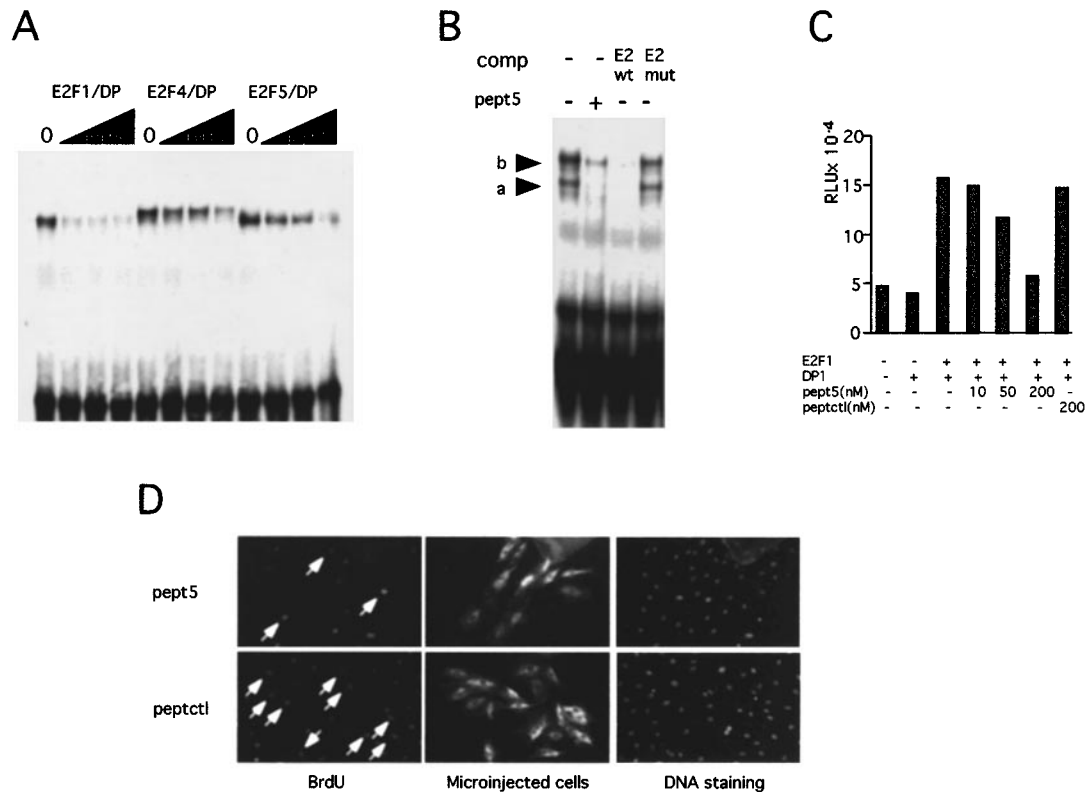 A
E2F1/DP E2F4/DP E2F5/DP
0 0 0
B
comp - - E2 wt E2 mut
pept5 - + - -
b
a
C
RLUx 10-4
20
15
10
5
0
E2F1 - - + + + + +
DP1 - + + + + + +
pept5(nM) - - - 10 50 200 -
peptctl(nM) - - - - - - 200
D
pept5
peptctl
BrdU Microinjected cells DNA staining